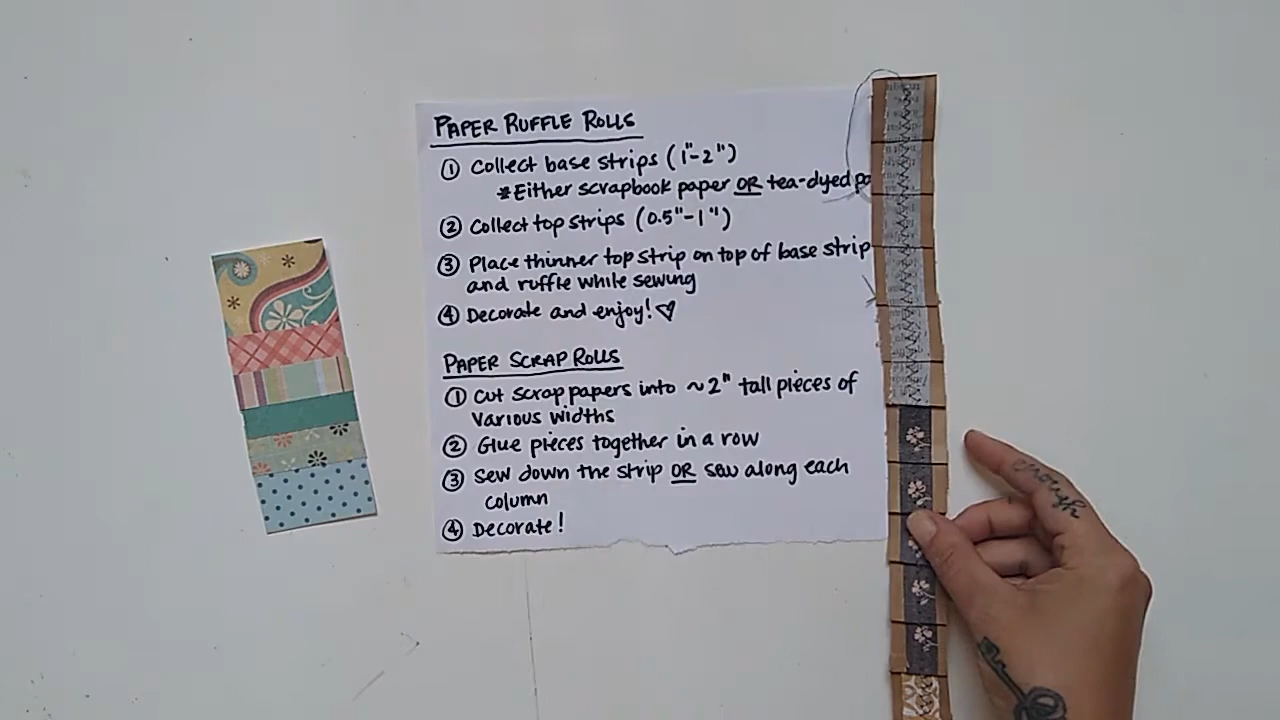 PAPER RUFFLE ROLLS
① Collect base strips (1"-2")
*Either scrapbook paper OR tea-dyed
② Collect top strips (0.5"-1")
③ Place thinner top strip on top of base strip
and ruffle while sewing
④ Decorate and enjoy! ♡
PAPER SCRAP ROLLS
① Cut scrap papers into ~2" tall pieces of
various widths
② Glue pieces together in a row
③ Sew down the strip OR sew along each
column
④ Decorate!
enough